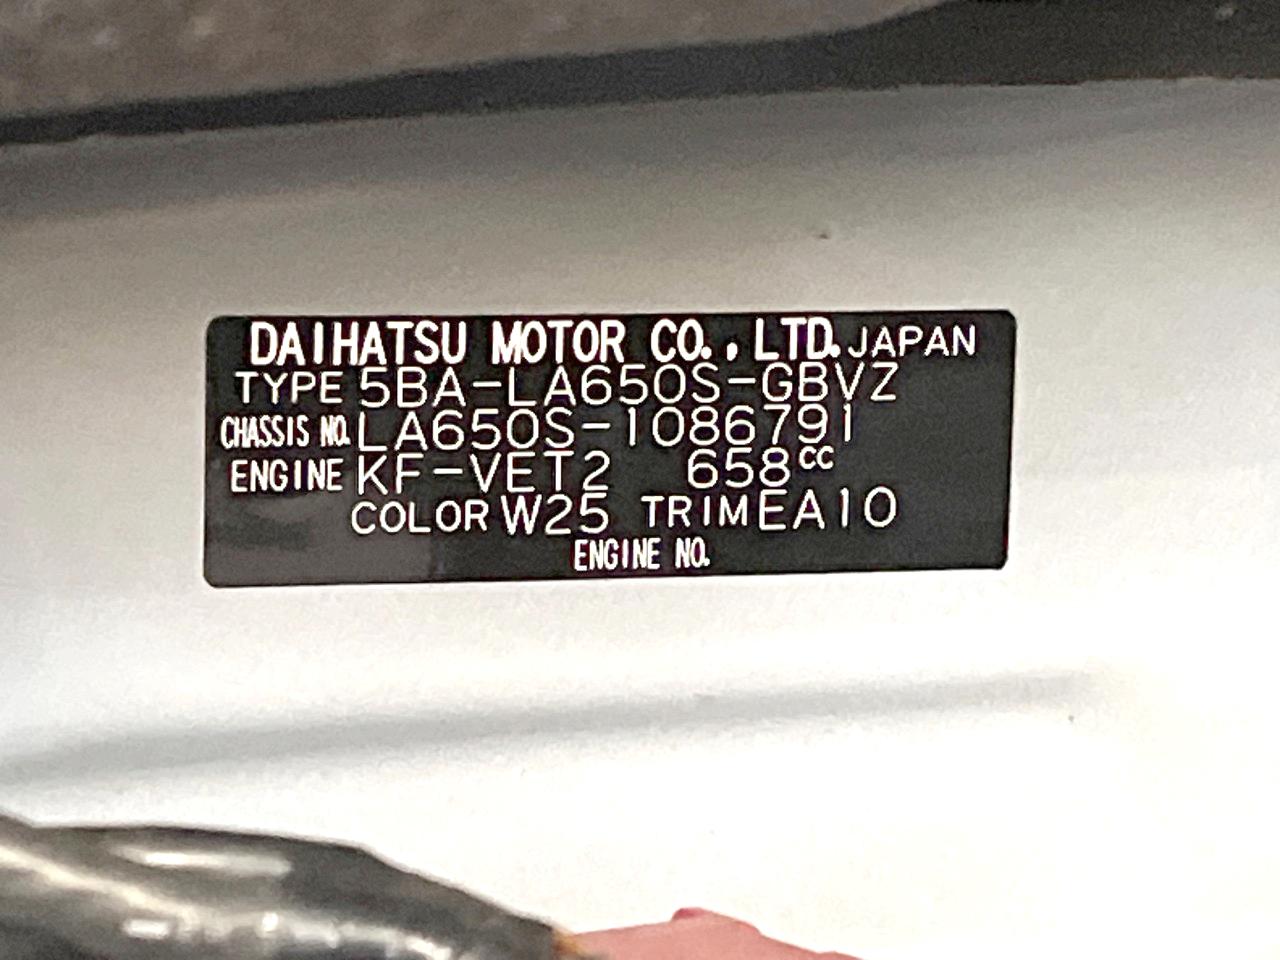 DAIHATSU MOTOR CO., LTD. JAPAN
TYPE 5BA-LA650S-GBVZ
CHASSIS NO. LA650S-1086791
ENGINE KF-VET2 658cc
COLOR W25 TRIM EA10
ENGINE NO.